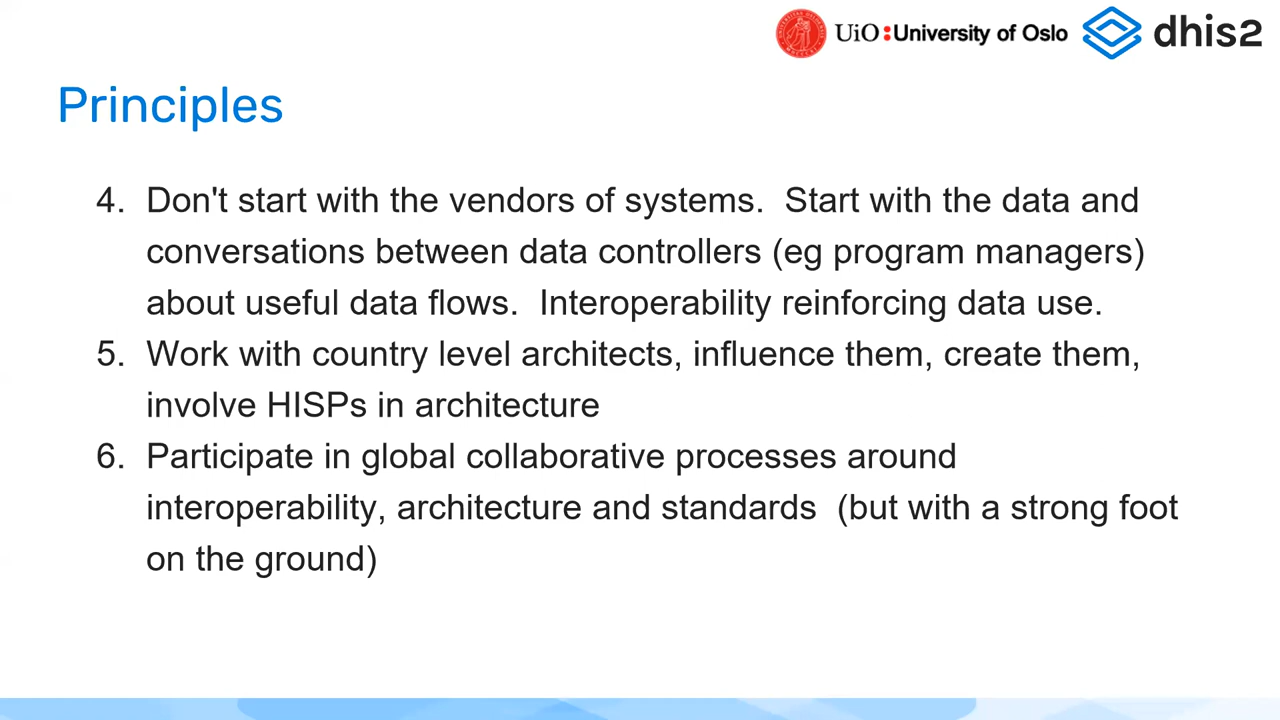 UiO:University of Oslo dhis2
Principles
4. Don't start with the vendors of systems.  Start with the data and
conversations between data controllers (eg program managers)
about useful data flows.  Interoperability reinforcing data use.
5. Work with country level architects, influence them, create them,
involve HISPs in architecture
6. Participate in global collaborative processes around
interoperability, architecture and standards  (but with a strong foot
on the ground)